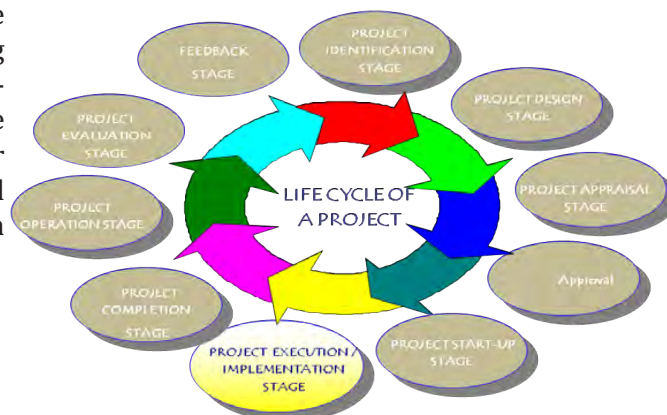 FEEDBACK
STAGE
PROJECT
IDENTIFICATION
STAGE
PROJECT DESIGN
STAGE
PROJECT APPRAISAL
STAGE
Approval
PROJECT START-UP
STAGE
PROJECT EXECUTION /
IMPLEMENTATION
STAGE
PROJECT
COMPLETION
STAGE
PROJECT
OPERATION STAGE
PROJECT
EVALUATION
STAGE
LIFE CYCLE OF
A PROJECT